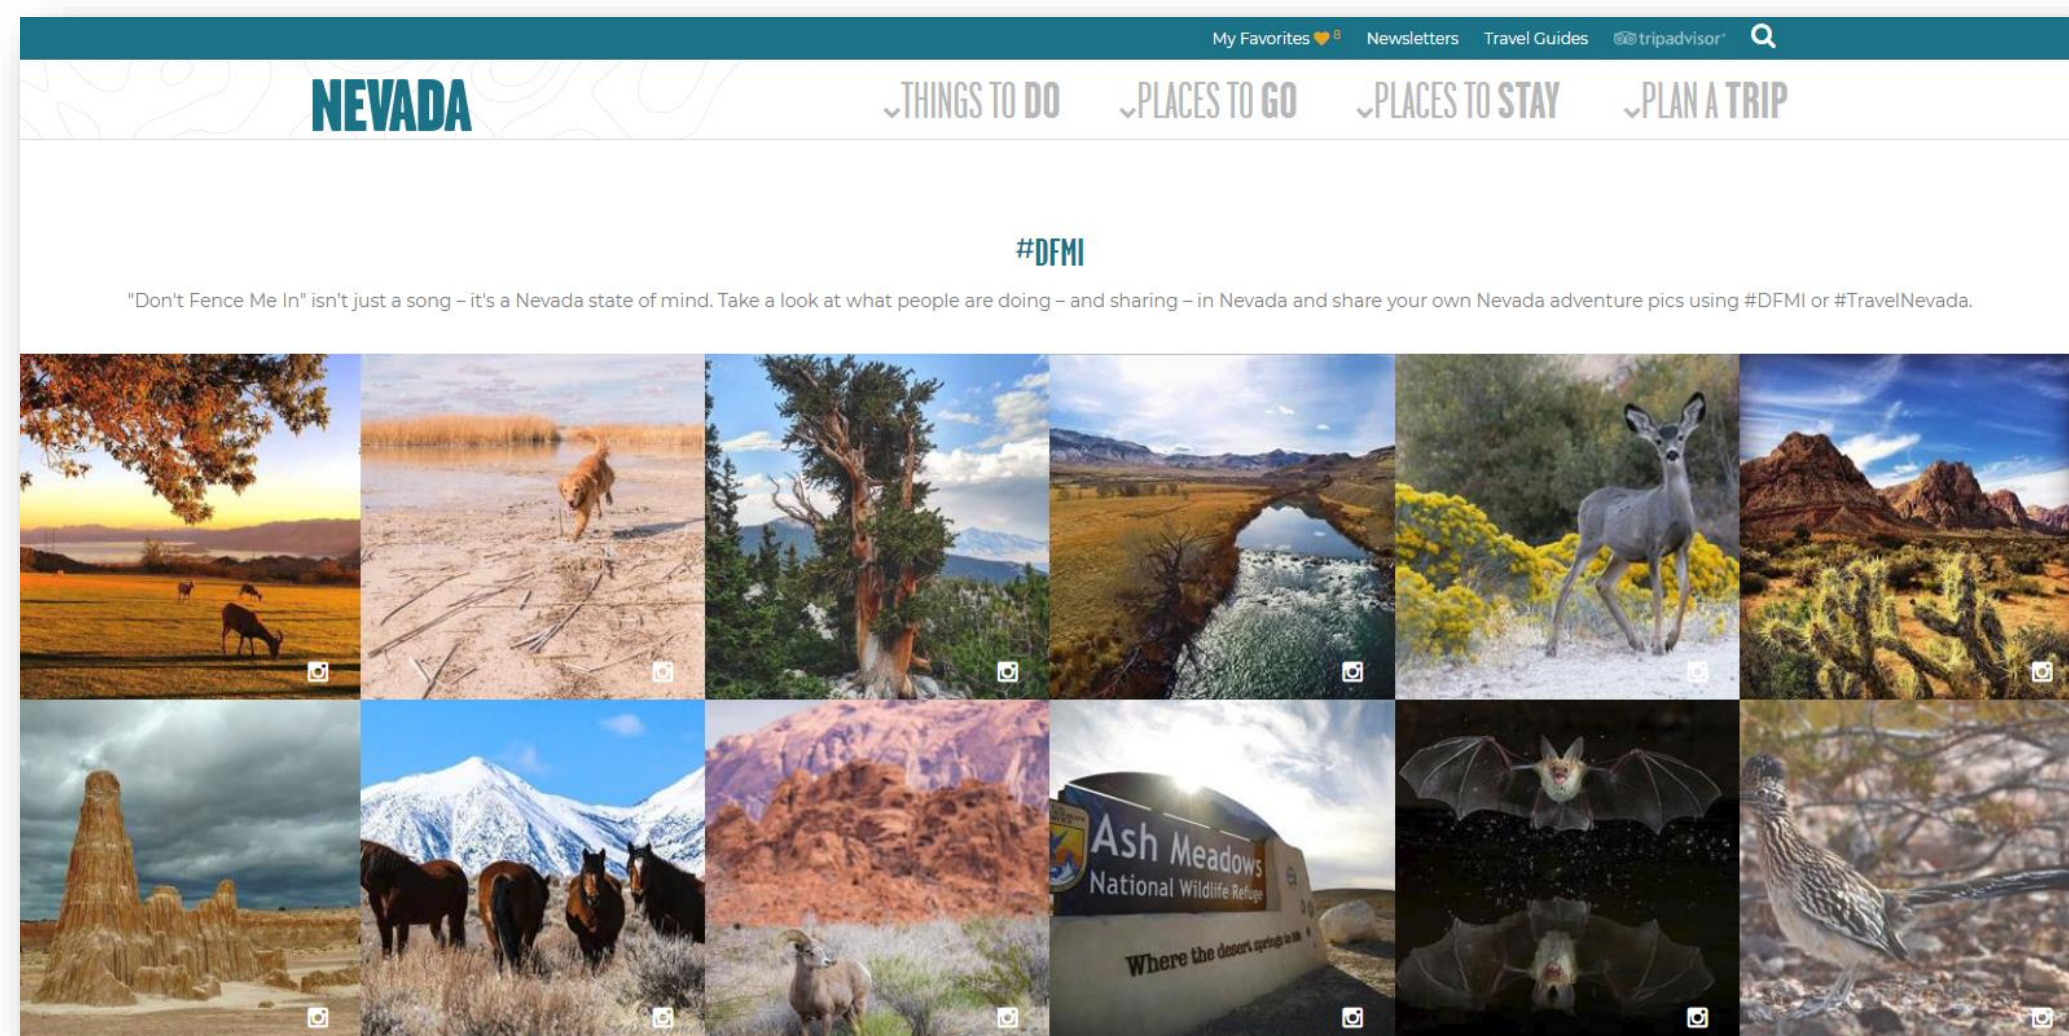 My Favorites 8 Newsletters Travel Guides tripadvisor
NEVADA
THINGS TO DO PLACES TO GO PLACES TO STAY PLAN A TRIP
#DFMI
"Don't Fence Me In" isn't just a song – it's a Nevada state of mind. Take a look at what people are doing – and sharing – in Nevada and share your own Nevada adventure pics using #DFMI or #TravelNevada.
Ash Meadows
National Wildlife Refuge
Where the desert springs to life